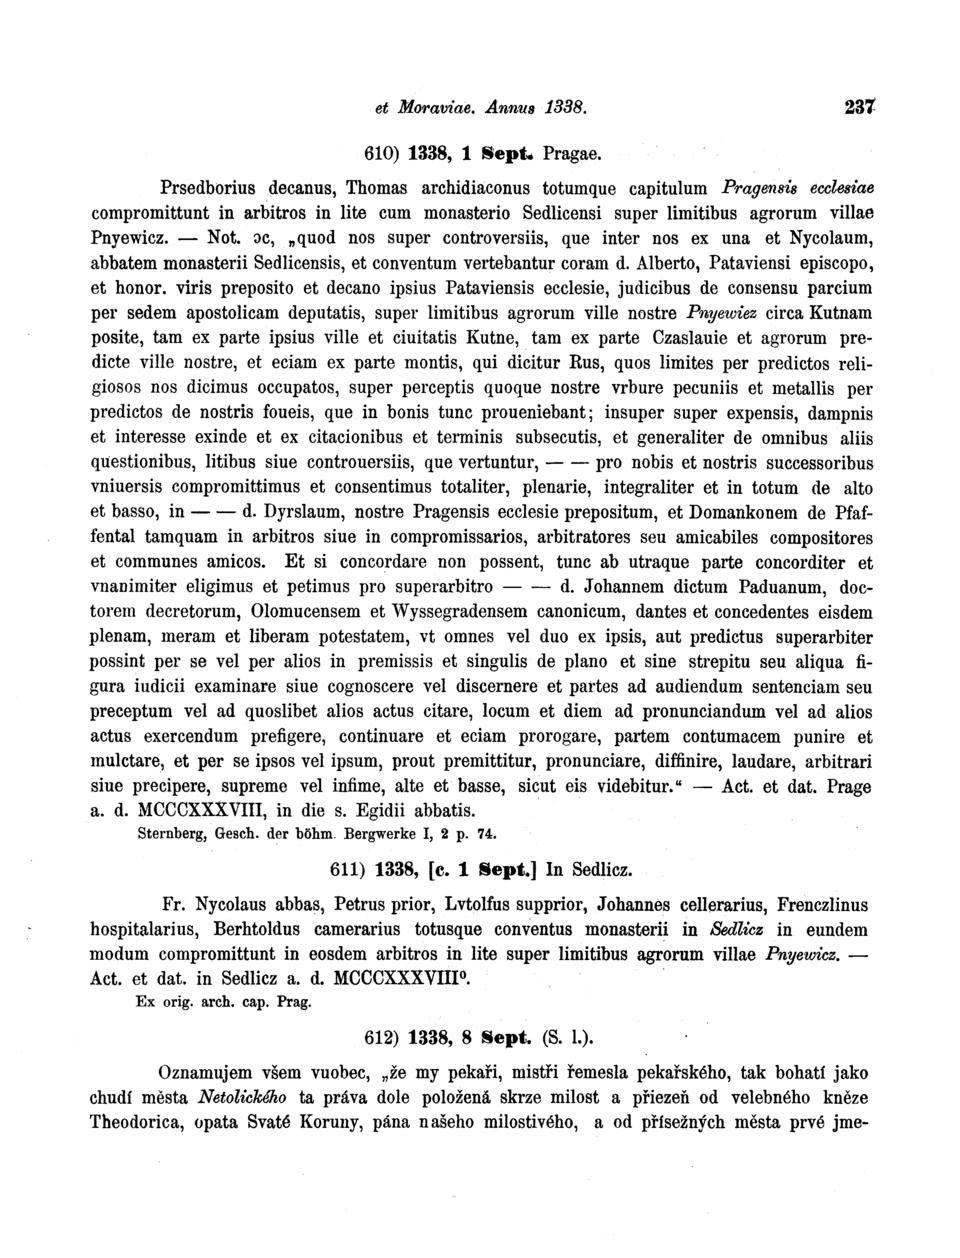 et Moraviae. Annus 1338. 237
610) 1338, 1 Sept. Pragae.
Prsedborius decanus, Thomas archidiaconus totumque capitulum Pragensis ecclesiae
compromittunt in arbitros in lite cum monasterio Sedlicensi super limitibus agrorum villae
Pnyewicz. — Not. ɔc, „quod nos super controversiis, que inter nos ex una et Nycolaum,
abbatem monasterii Sedlicensis, et conventum vertebantur coram d. Alberto, Pataviensi episcopo,
et honor. viris preposito et decano ipsius Pataviensis ecclesie, judicibus de consensu parcium
per sedem apostolicam deputatis, super limitibus agrorum ville nostre Pnyewiez circa Kutnam
posite, tam ex parte ipsius ville et ciuitatis Kutne, tam ex parte Czaslauie et agrorum pre-
dicte ville nostre, et eciam ex parte montis, qui dicitur Rus, quos limites per predictos reli-
giosos nos dicimus occupatos, super perceptis quoque nostre vrbure pecuniis et metallis per
predictos de nostris foueis, que in bonis tunc proueniebant; insuper super expensis, dampnis
et interesse exinde et ex citacionibus et terminis subsecutis, et generaliter de omnibus aliis
questionibus, litibus siue controuersiis, que vertuntur, — — pro nobis et nostris successoribus
vniuersis compromittimus et consentimus totaliter, plenarie, integraliter et in totum de alto
et basso, in — — d. Dyrslaum, nostre Pragensis ecclesie prepositum, et Domankonem de Pfaf-
fental tamquam in arbitros siue in compromissarios, arbitratores seu amicabiles compositores
et communes amicos. Et si concordare non possent, tunc ab utraque parte concorditer et
vnanimiter eligimus et petimus pro superarbitro — — d. Johannem dictum Paduanum, doc-
torem decretorum, Olomucensem et Wyssegradensem canonicum, dantes et concedentes eisdem
plenam, meram et liberam potestatem, vt omnes vel duo ex ipsis, aut predictus superarbiter
possint per se vel per alios in premissis et singulis de plano et sine strepitu seu aliqua fi-
gura iudicii examinare siue cognoscere vel discernere et partes ad audiendum sentenciam seu
preceptum vel ad quoslibet alios actus citare, locum et diem ad pronunciandum vel ad alios
actus exercendum prefigere, continuare et eciam prorogare, partem contumacem punire et
mulctare, et per se ipsos vel ipsum, prout premittitur, pronunciare, diffinire, laudare, arbitrari
siue precipere, supreme vel infime, alte et basse, sicut eis videbitur.“ — Act. et dat. Prage
a. d. MCCCXXXVIII, in die s. Egidii abbatis.
Sternberg, Gesch. der böhm. Bergwerke I, 2 p. 74.
611) 1338, [c. 1 Sept.] In Sedlicz.
Fr. Nycolaus abbas, Petrus prior, Lvtolfus supprior, Johannes cellerarius, Frenczlinus
hospitalarius, Berhtoldus camerarius totusque conventus monasterii in Sedlicz in eundem
modum compromittunt in eosdem arbitros in lite super limitibus agrorum villae Pnyewicz. —
Act. et dat. in Sedlicz a. d. MCCCXXXVIII⁰.
Ex orig. arch. cap. Prag.
612) 1338, 8 Sept. (S. l.).
Oznamujem všem vuobec, „že my pekaři, mistři řemesla pekařského, tak bohatí jako
chudí města Netolického ta práva dole položená skrze milost a přiezeň od velebného kněze
Theodorica, opata Svaté Koruny, pána našeho milostivého, a od přísežných města prvé jme-